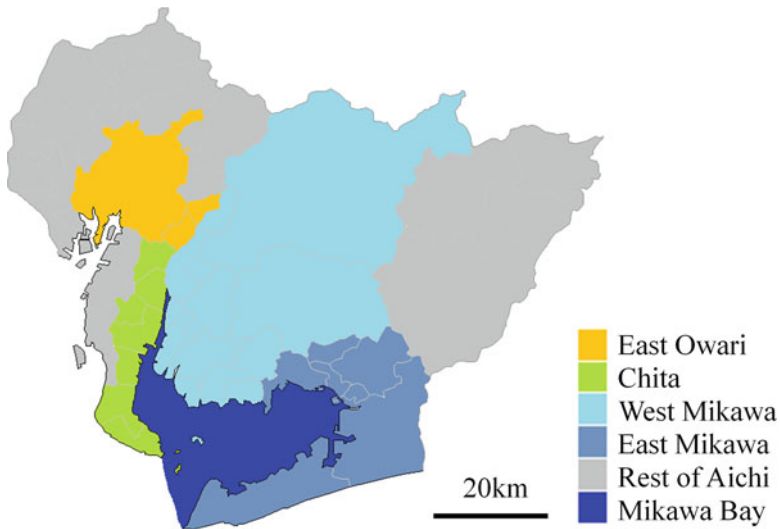 East Owari
Chita
West Mikawa
East Mikawa
Rest of Aichi
Mikawa Bay
20km